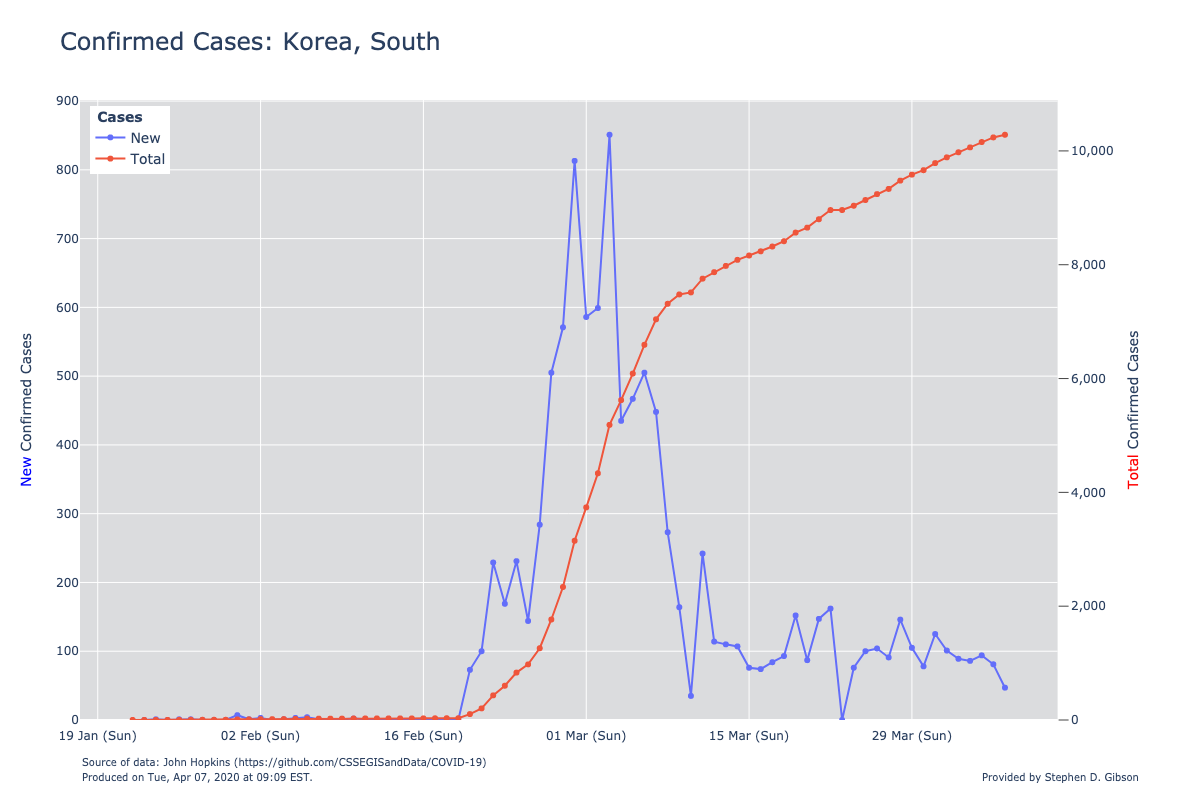 Confirmed Cases: Korea, South
Cases
New
Total
900
800
700
600
500
400
300
200
100
0
10,000
8,000
6,000
4,000
2,000
0
New Confirmed Cases
Total Confirmed Cases
19 Jan (Sun)
02 Feb (Sun)
16 Feb (Sun)
01 Mar (Sun)
15 Mar (Sun)
29 Mar (Sun)
Source of data: John Hopkins (https://github.com/CSSEGISandData/COVID-19)
Produced on Tue, Apr 07, 2020 at 09:09 EST.
Provided by Stephen D. Gibson